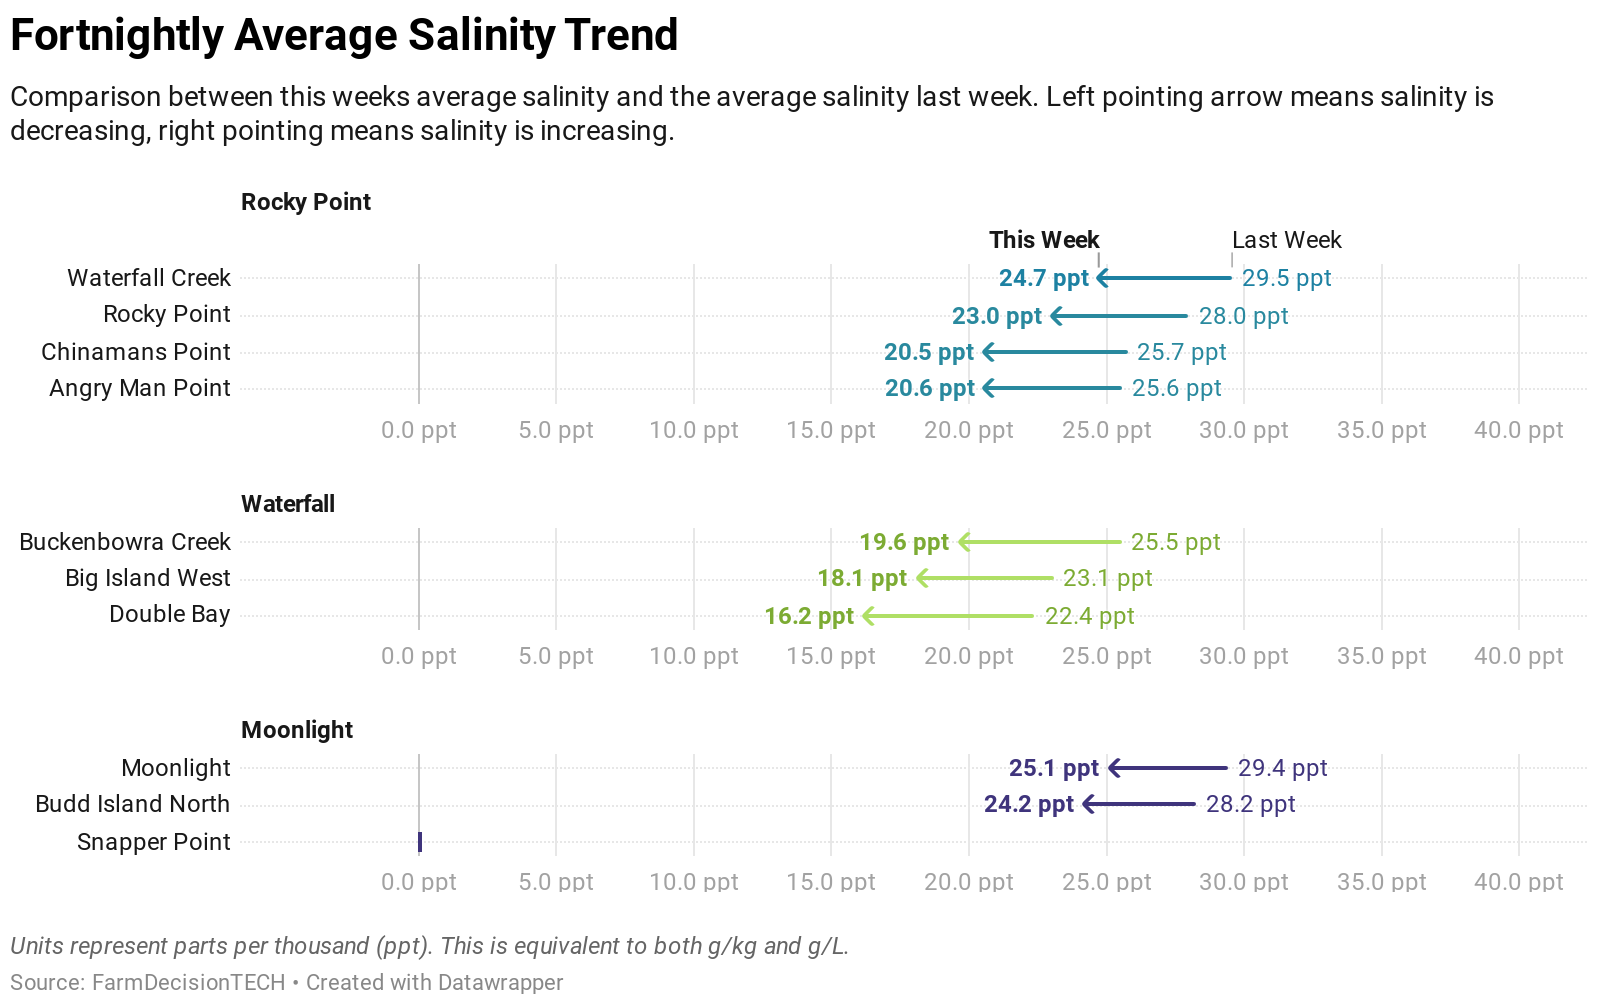 Fortnightly Average Salinity Trend
Comparison between this weeks average salinity and the average salinity last week. Left pointing arrow means salinity is
decreasing, right pointing means salinity is increasing.
Rocky Point
This Week Last Week
Waterfall Creek 24.7 ppt 29.5 ppt
Rocky Point 23.0 ppt 28.0 ppt
Chinamans Point 20.5 ppt 25.7 ppt
Angry Man Point 20.6 ppt 25.6 ppt
0.0 ppt 5.0 ppt 10.0 ppt 15.0 ppt 20.0 ppt 25.0 ppt 30.0 ppt 35.0 ppt 40.0 ppt
Waterfall
Buckenbowra Creek 19.6 ppt 25.5 ppt
Big Island West 18.1 ppt 23.1 ppt
Double Bay 16.2 ppt 22.4 ppt
0.0 ppt 5.0 ppt 10.0 ppt 15.0 ppt 20.0 ppt 25.0 ppt 30.0 ppt 35.0 ppt 40.0 ppt
Moonlight
Moonlight 25.1 ppt 29.4 ppt
Budd Island North 24.2 ppt 28.2 ppt
Snapper Point
0.0 ppt 5.0 ppt 10.0 ppt 15.0 ppt 20.0 ppt 25.0 ppt 30.0 ppt 35.0 ppt 40.0 ppt
Units represent parts per thousand (ppt). This is equivalent to both g/kg and g/L.
Source: FarmDecisionTECH • Created with Datawrapper